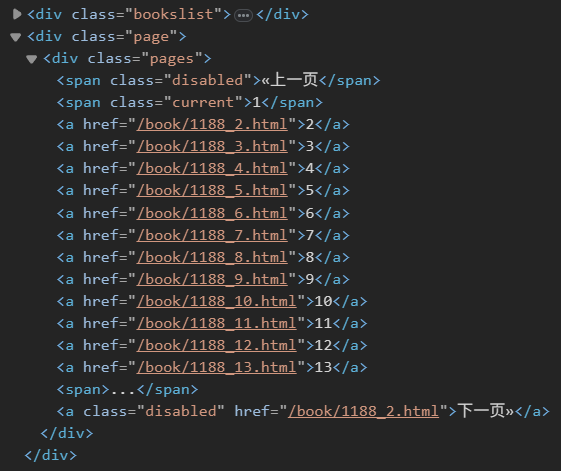 <div class="bookslist">…</div>
<div class="page">
<div class="pages">
<span class="disabled">«上一页</span>
<span class="current">1</span>
<a href="/book/1188_2.html">2</a>
<a href="/book/1188_3.html">3</a>
<a href="/book/1188_4.html">4</a>
<a href="/book/1188_5.html">5</a>
<a href="/book/1188_6.html">6</a>
<a href="/book/1188_7.html">7</a>
<a href="/book/1188_8.html">8</a>
<a href="/book/1188_9.html">9</a>
<a href="/book/1188_10.html">10</a>
<a href="/book/1188_11.html">11</a>
<a href="/book/1188_12.html">12</a>
<a href="/book/1188_13.html">13</a>
<span>...</span>
<a class="disabled" href="/book/1188_2.html">下一页»</a>
</div>
</div>